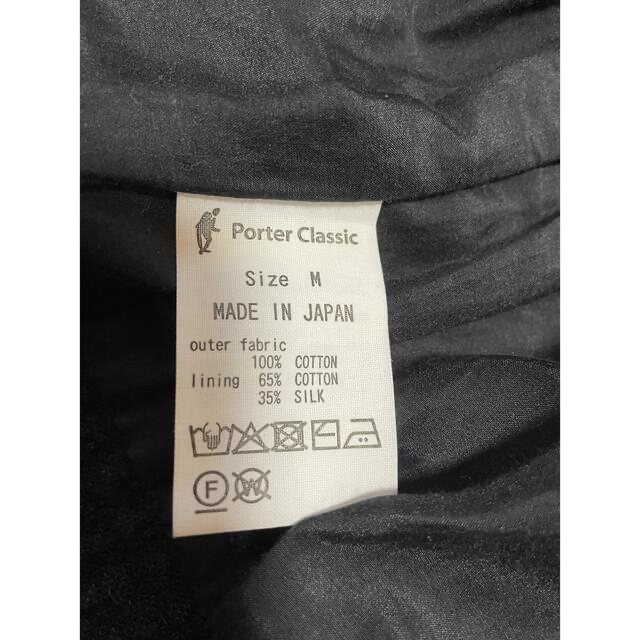 Porter Classic
Size M
MADE IN JAPAN
outer fabric
100% COTTON
lining 65% COTTON
35% SILK
F W